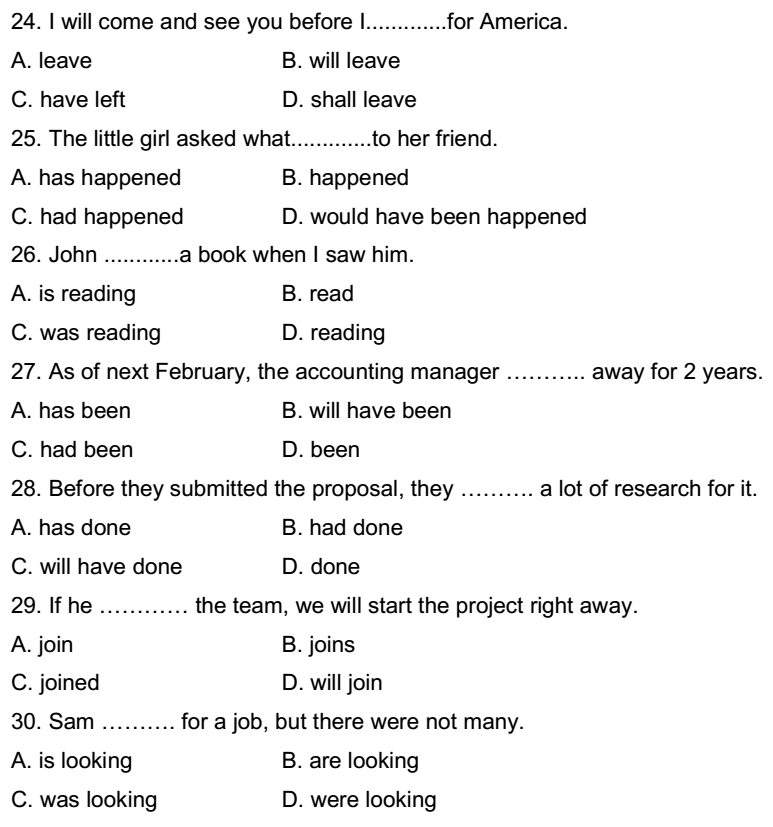 24. I will come and see you before I.............for America.
A. leave B. will leave
C. have left D. shall leave
25. The little girl asked what.............to her friend.
A. has happened B. happened
C. had happened D. would have been happened
26. John ............a book when I saw him.
A. is reading B. read
C. was reading D. reading
27. As of next February, the accounting manager ……….. away for 2 years.
A. has been B. will have been
C. had been D. been
28. Before they submitted the proposal, they ………. a lot of research for it.
A. has done B. had done
C. will have done D. done
29. If he ………… the team, we will start the project right away.
A. join B. joins
C. joined D. will join
30. Sam ………. for a job, but there were not many.
A. is looking B. are looking
C. was looking D. were looking